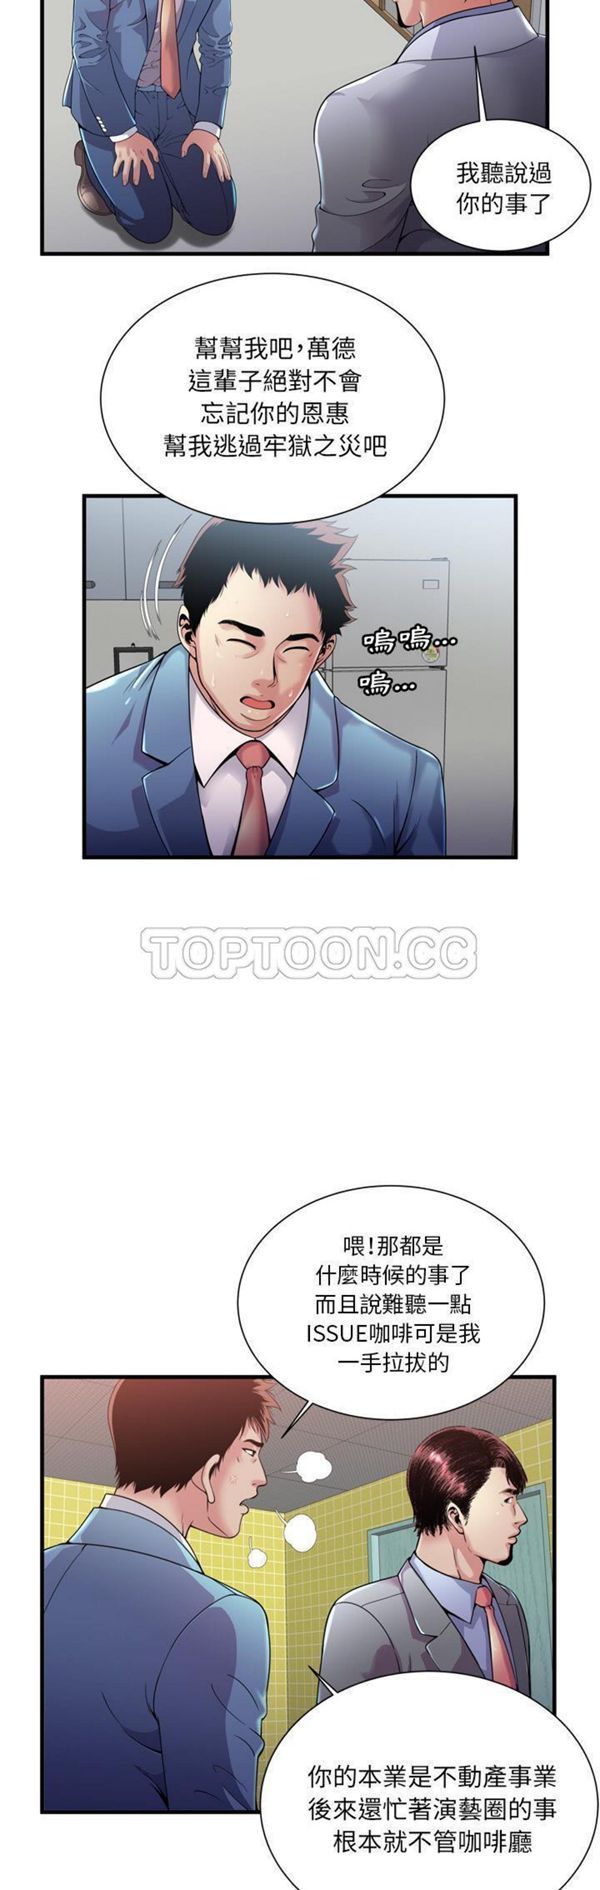 我聽說過
你的事了
幫幫我吧，萬德
這輩子絕對不會
忘記你的恩惠
幫我逃過牢獄之災吧
嗚嗚…
嗚…
TOPTOON.CC
喂！那都是
什麼時候的事了
而且說難聽一點
ISSUE咖啡可是我
一手拉拔的
你的本業是不動產事業
後來還忙著演藝圈的事
根本就不管咖啡廳